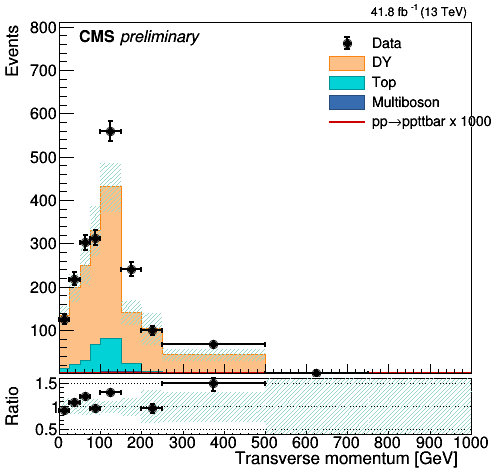 41.8 fb⁻¹ (13 TeV)
CMS preliminary
Events
800
700
600
500
400
300
200
100
Data
DY
Top
Multiboson
pp→ppttbar x 1000
Ratio
1.5
1
0.5
0 100 200 300 400 500 600 700 800 900 1000
Transverse momentum [GeV]